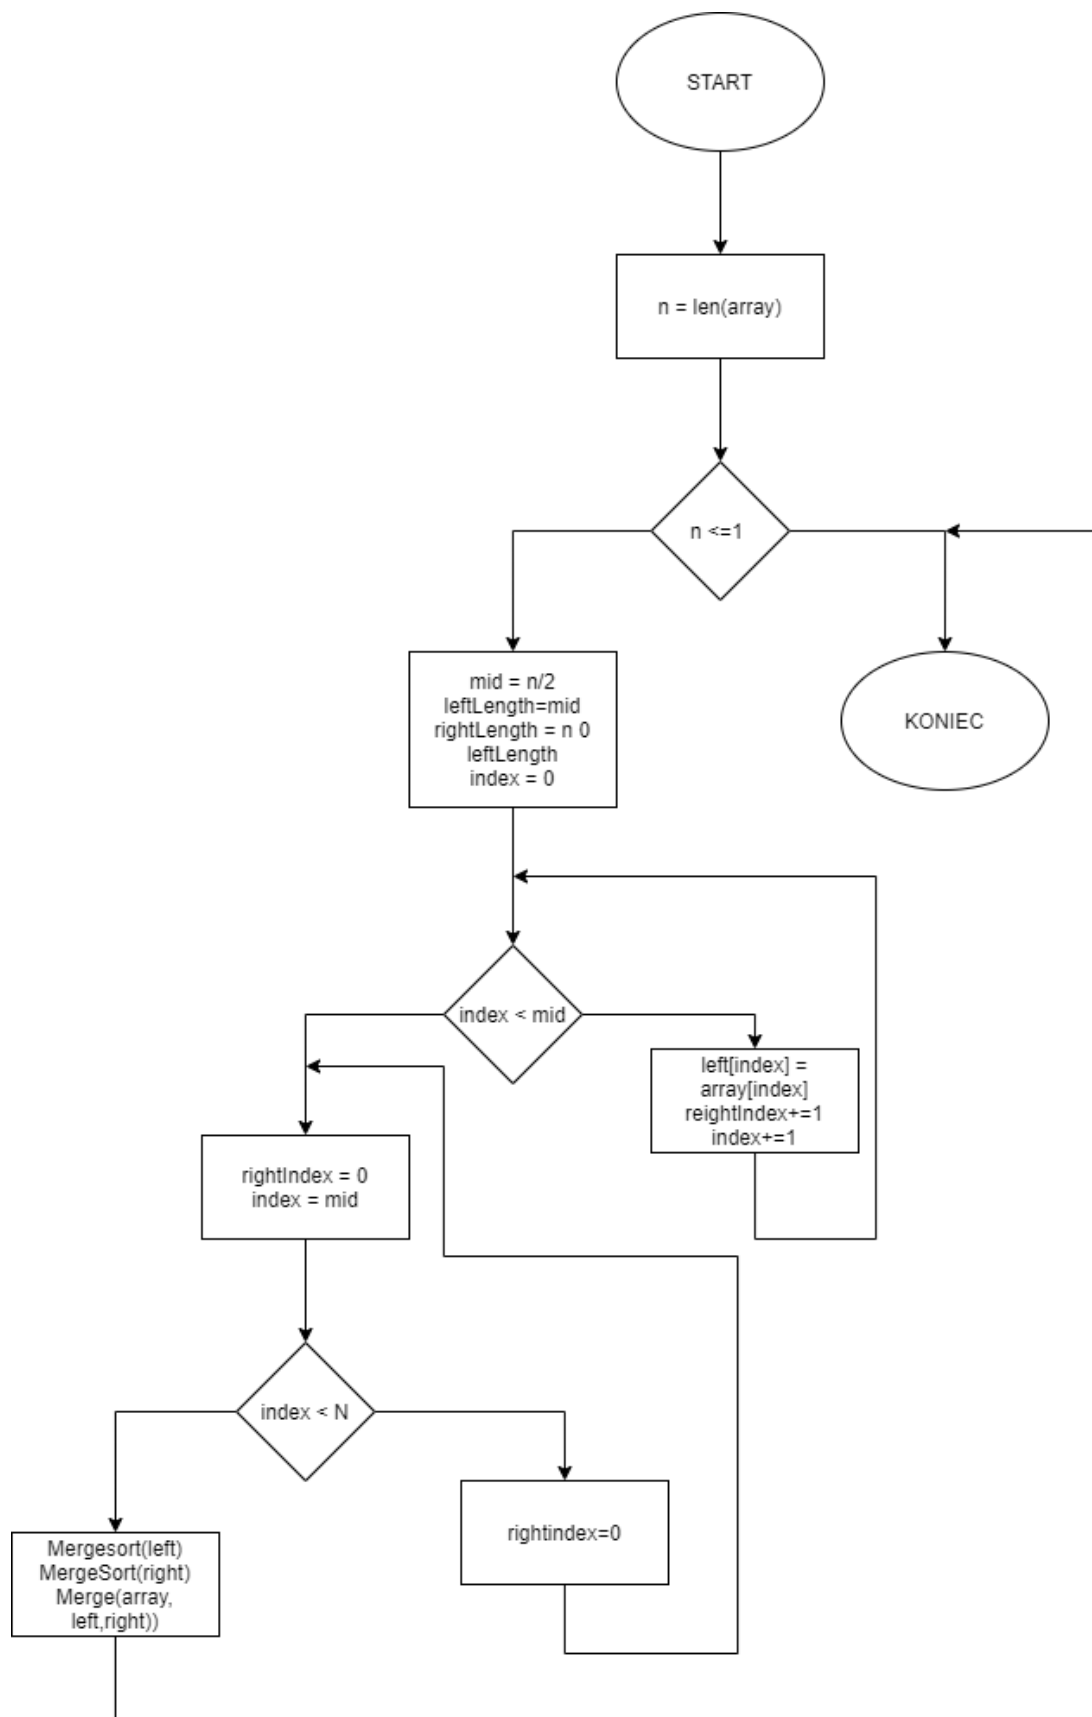 START
n = len(array)
n <=1
mid = n/2
leftLength=mid
rightLength = n 0
leftLength
index = 0
KONIEC
index < mid
left[index] =
array[index]
reightIndex+=1
index+=1
rightIndex = 0
index = mid
index < N
rightindex=0
Mergesort(left)
MergeSort(right)
Merge(array,
left,right))